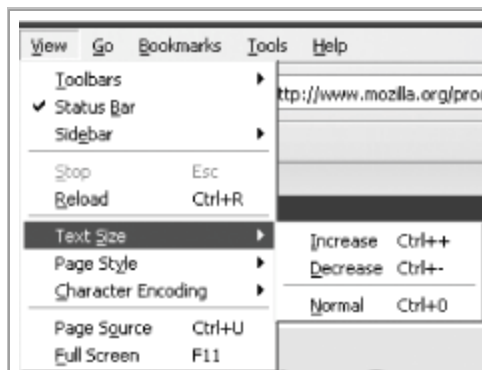 View Go Bookmarks Tools Help
Toolbars
ttp://www.mozilla.org/pro
Status Bar
Sidebar
Stop Esc
Reload Ctrl+R
Text Size
Increase Ctrl++
Page Style
Decrease Ctrl+-
Character Encoding
Normal Ctrl+0
Page Source Ctrl+U
Full Screen F11